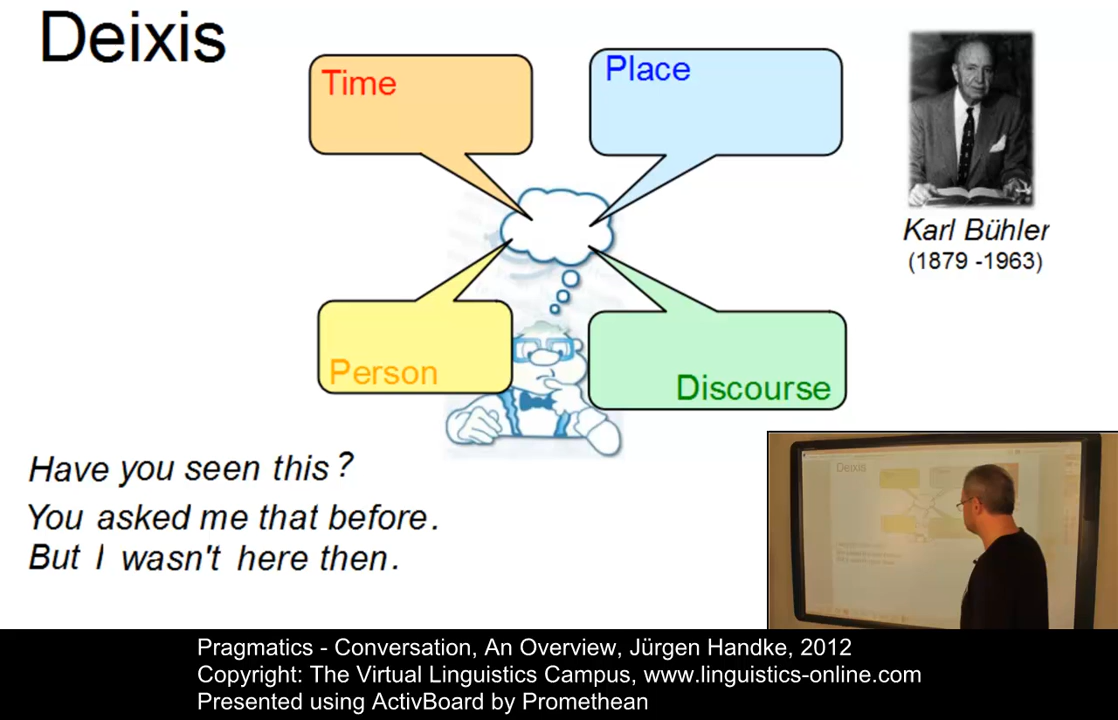 Deixis
Time
Place
Karl Bühler
(1879 -1963)
Person
Discourse
Have you seen this?
You asked me that before.
But I wasn't here then.
Deixis
Pragmatics - Conversation, An Overview, Jürgen Handke, 2012
Copyright: The Virtual Linguistics Campus, www.linguistics-online.com
Presented using ActivBoard by Promethean